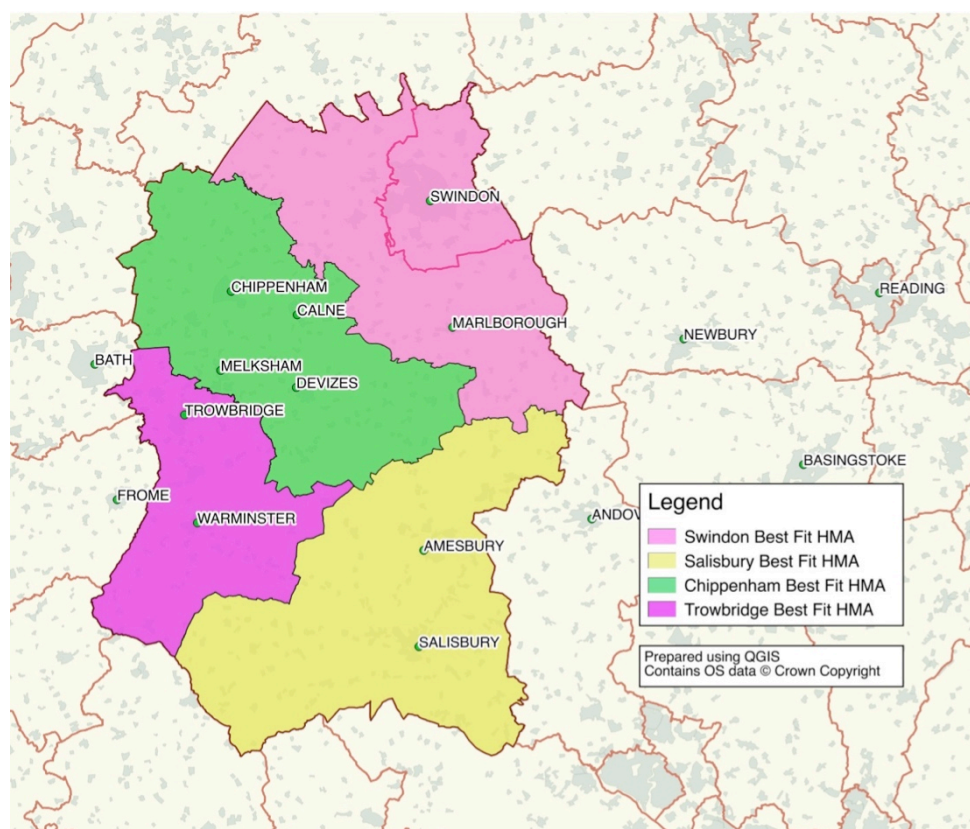 SWINDON
CHIPPENHAM
CALNE
MARLBOROUGH
READING
NEWBURY
BATH
MELKSHAM
DEVIZES
TROWBRIDGE
BASINGSTOKE
FROME
WARMINSTER
ANDOV
AMESBURY
SALISBURY
Legend
Swindon Best Fit HMA
Salisbury Best Fit HMA
Chippenham Best Fit HMA
Trowbridge Best Fit HMA
Prepared using QGIS
Contains OS data © Crown Copyright